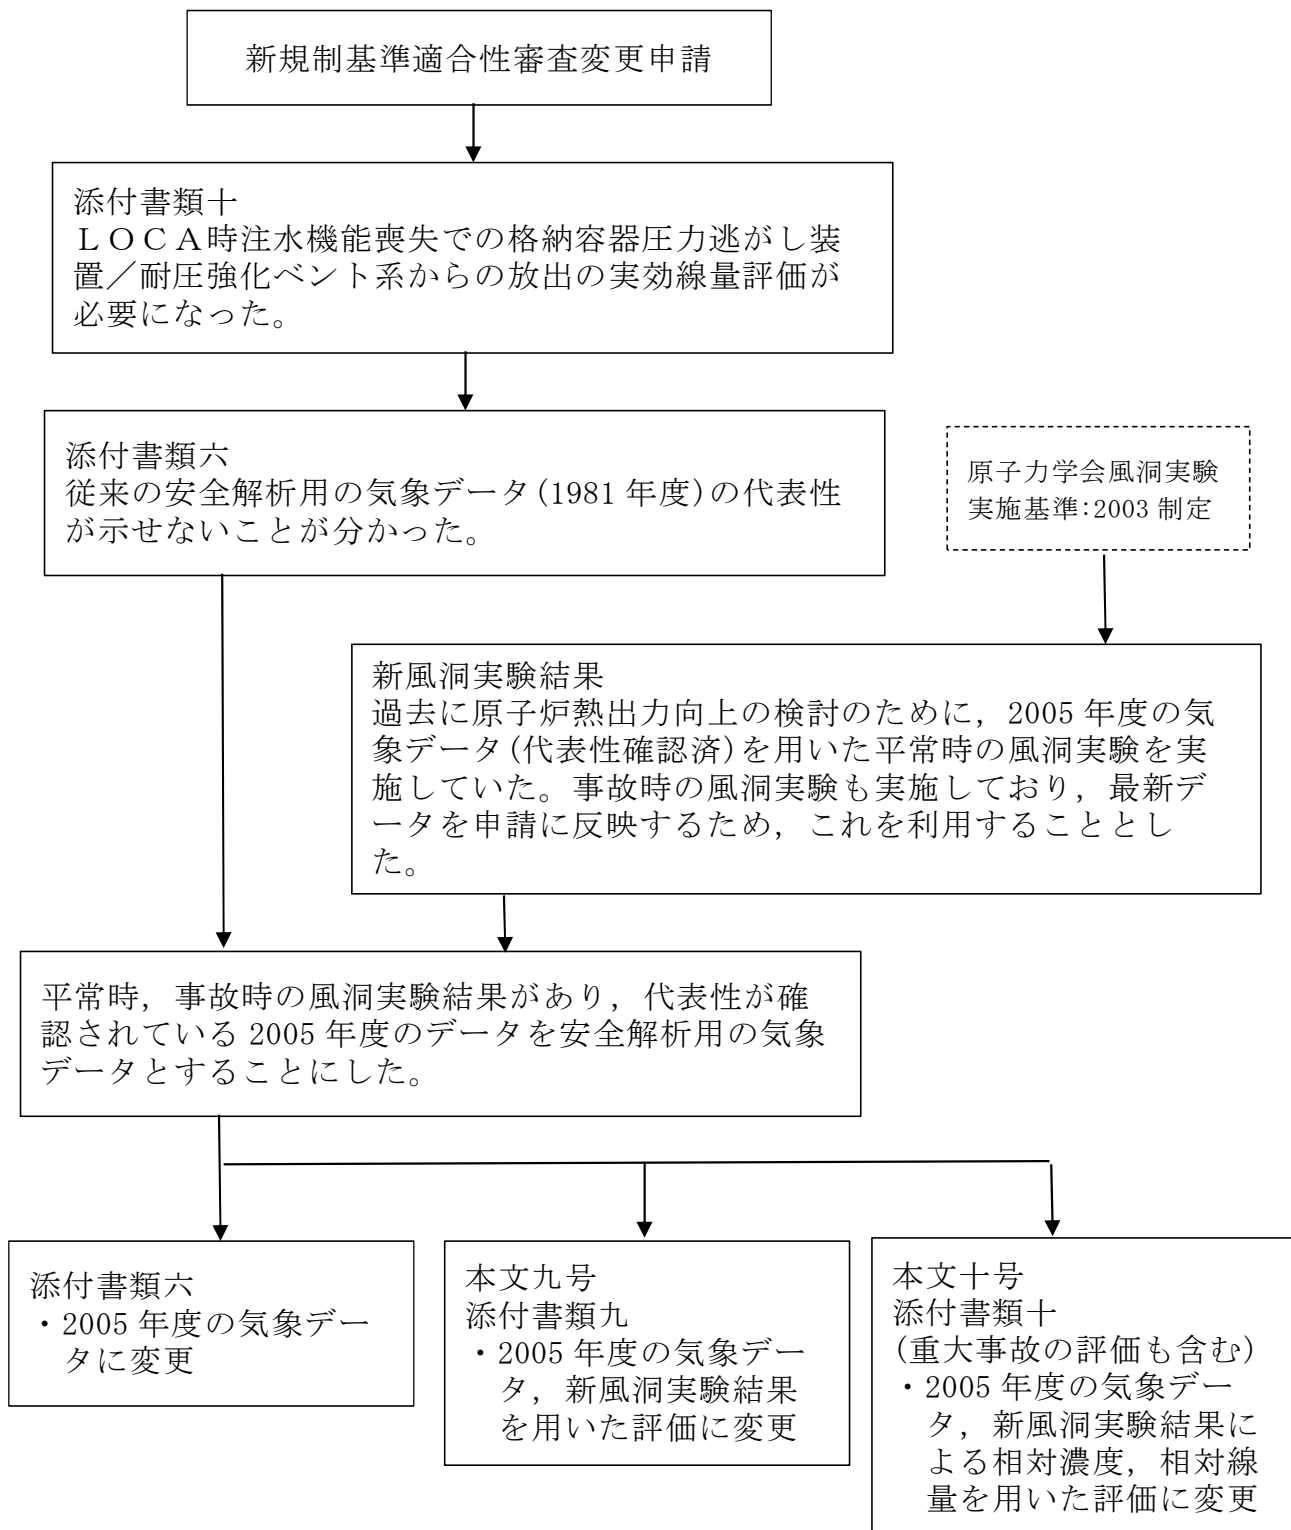 新規制基準適合性審査変更申請
添付書類十
ＬＯＣＡ時注水機能喪失での格納容器圧力逃がし装
置／耐圧強化ベント系からの放出の実効線量評価が
必要になった。
添付書類六
従来の安全解析用の気象データ(1981 年度)の代表性
が示せないことが分かった。
原子力学会風洞実験
実施基準:2003 制定
新風洞実験結果
過去に原子炉熱出力向上の検討のために，2005 年度の気
象データ(代表性確認済)を用いた平常時の風洞実験を実
施していた。事故時の風洞実験も実施しており，最新デ
ータを申請に反映するため，これを利用することとし
た。
平常時，事故時の風洞実験結果があり，代表性が確
認されている 2005 年度のデータを安全解析用の気象
データとすることにした。
添付書類六
・2005 年度の気象デー
タに変更
本文九号
添付書類九
・2005 年度の気象デー
タ，新風洞実験結果
を用いた評価に変更
本文十号
添付書類十
(重大事故の評価も含む)
・2005 年度の気象デー
タ，新風洞実験結果に
よる相対濃度，相対線
量を用いた評価に変更